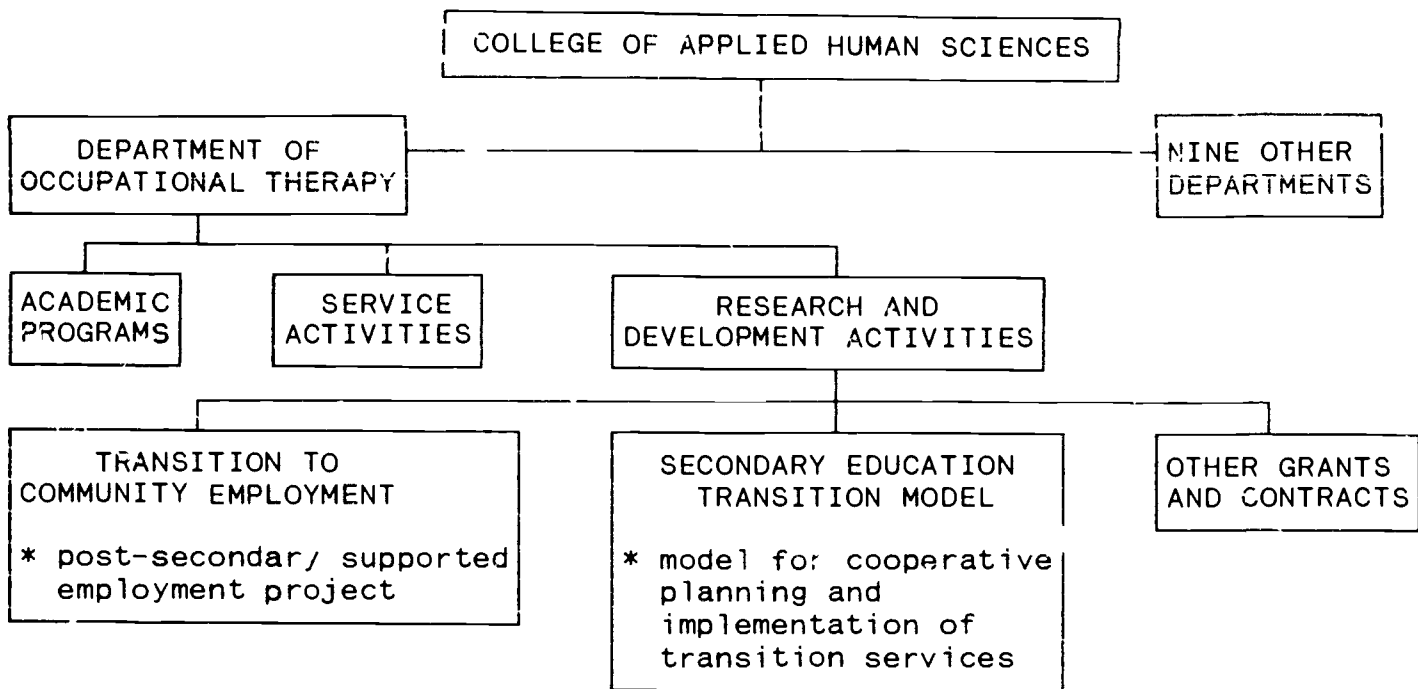 COLLEGE OF APPLIED HUMAN SCIENCES
DEPARTMENT OF
OCCUPATIONAL THERAPY
NINE OTHER
DEPARTMENTS
ACADEMIC
PROGRAMS
SERVICE
ACTIVITIES
RESEARCH AND
DEVELOPMENT ACTIVITIES
TRANSITION TO
COMMUNITY EMPLOYMENT
* post-secondary supported
employment project
SECONDARY EDUCATION
TRANSITION MODEL
* model for cooperative
planning and
implementation of
transition services
OTHER GRANTS
AND CONTRACTS